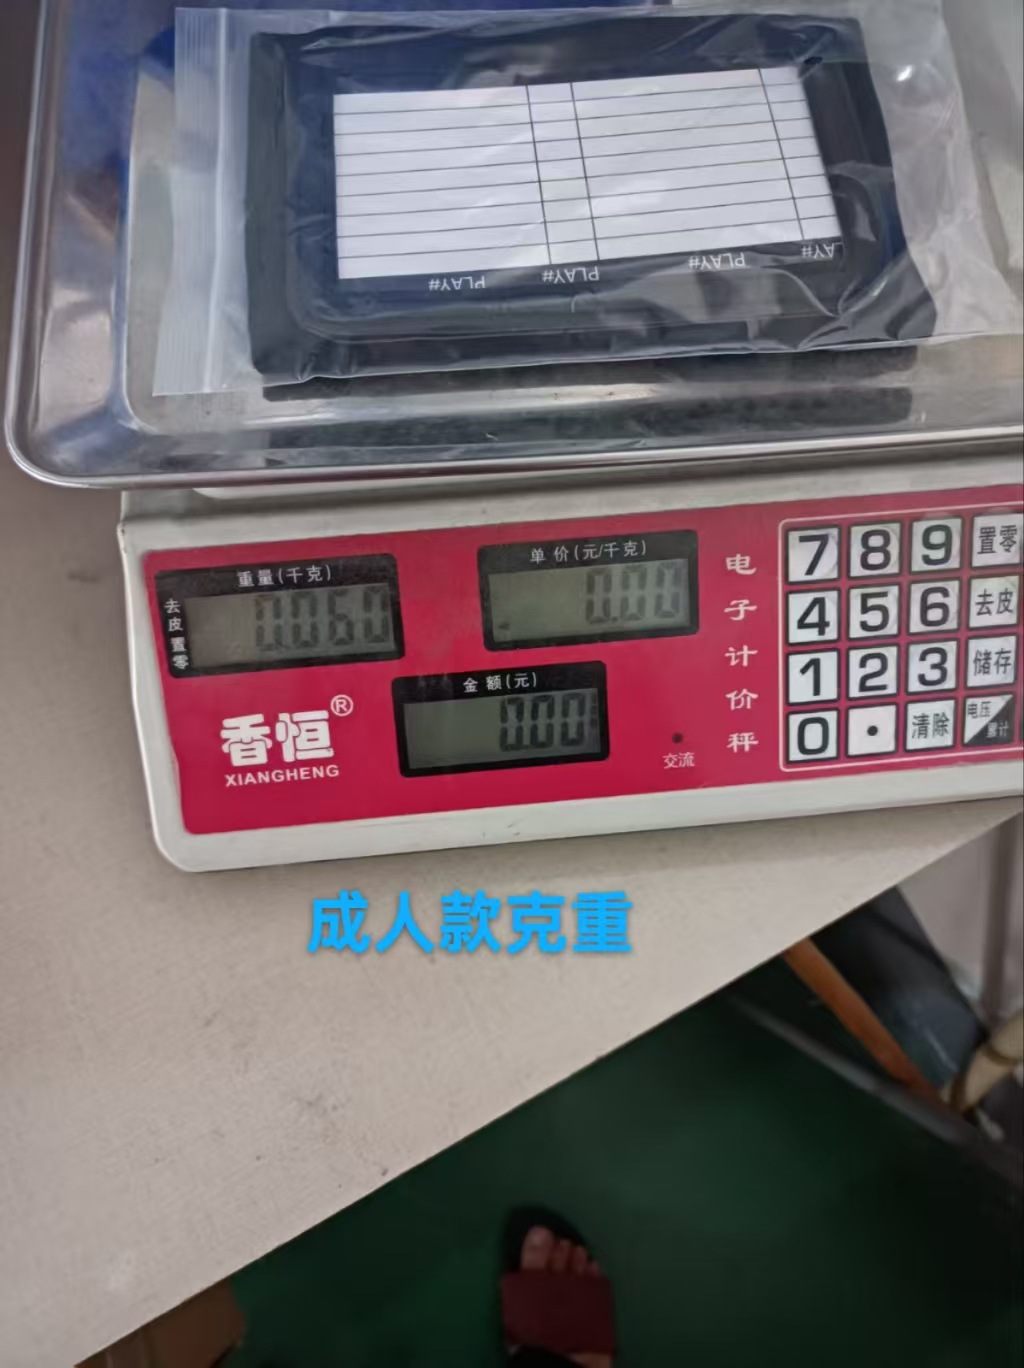 PLAY# PLAY# PLAY# LAY#
重量(千克)
去皮 置零
0.060
单价(元/千克)
0.00
金额(元)
0.00
香恒®
XIANGHENG
交流
电子计价秤
7 8 9 置零
4 5 6 去皮
1 2 3 储存
0 . 清除 电压 累计
成人款克重